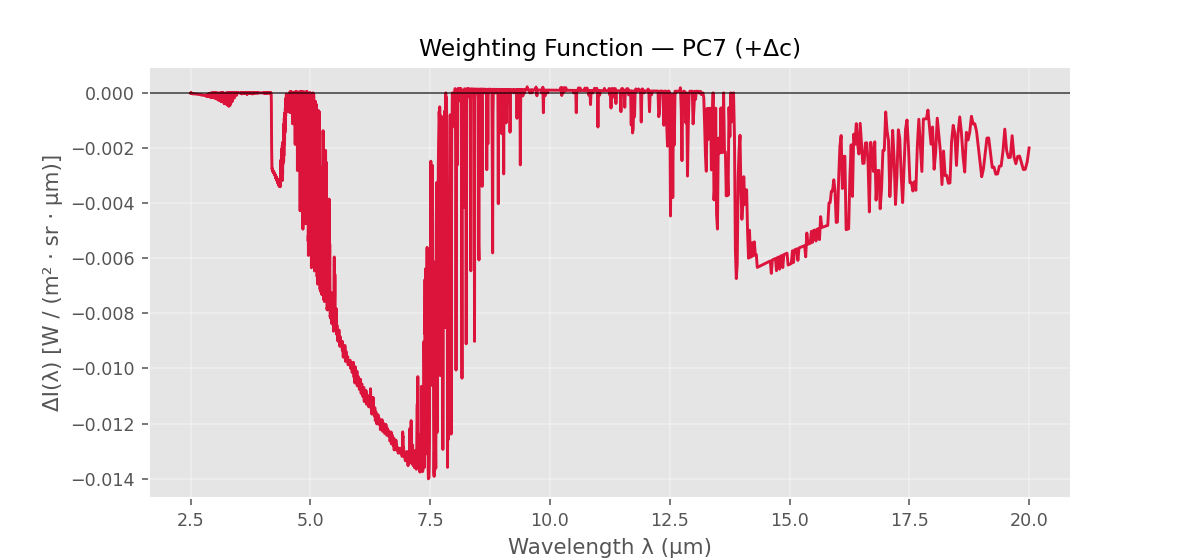 Weighting Function — PC7 (+Δc)
0.000
−0.002
−0.004
−0.006
−0.008
−0.010
−0.012
−0.014
ΔI(λ) [W / (m² · sr · μm)]
2.5 5.0 7.5 10.0 12.5 15.0 17.5 20.0
Wavelength λ (μm)